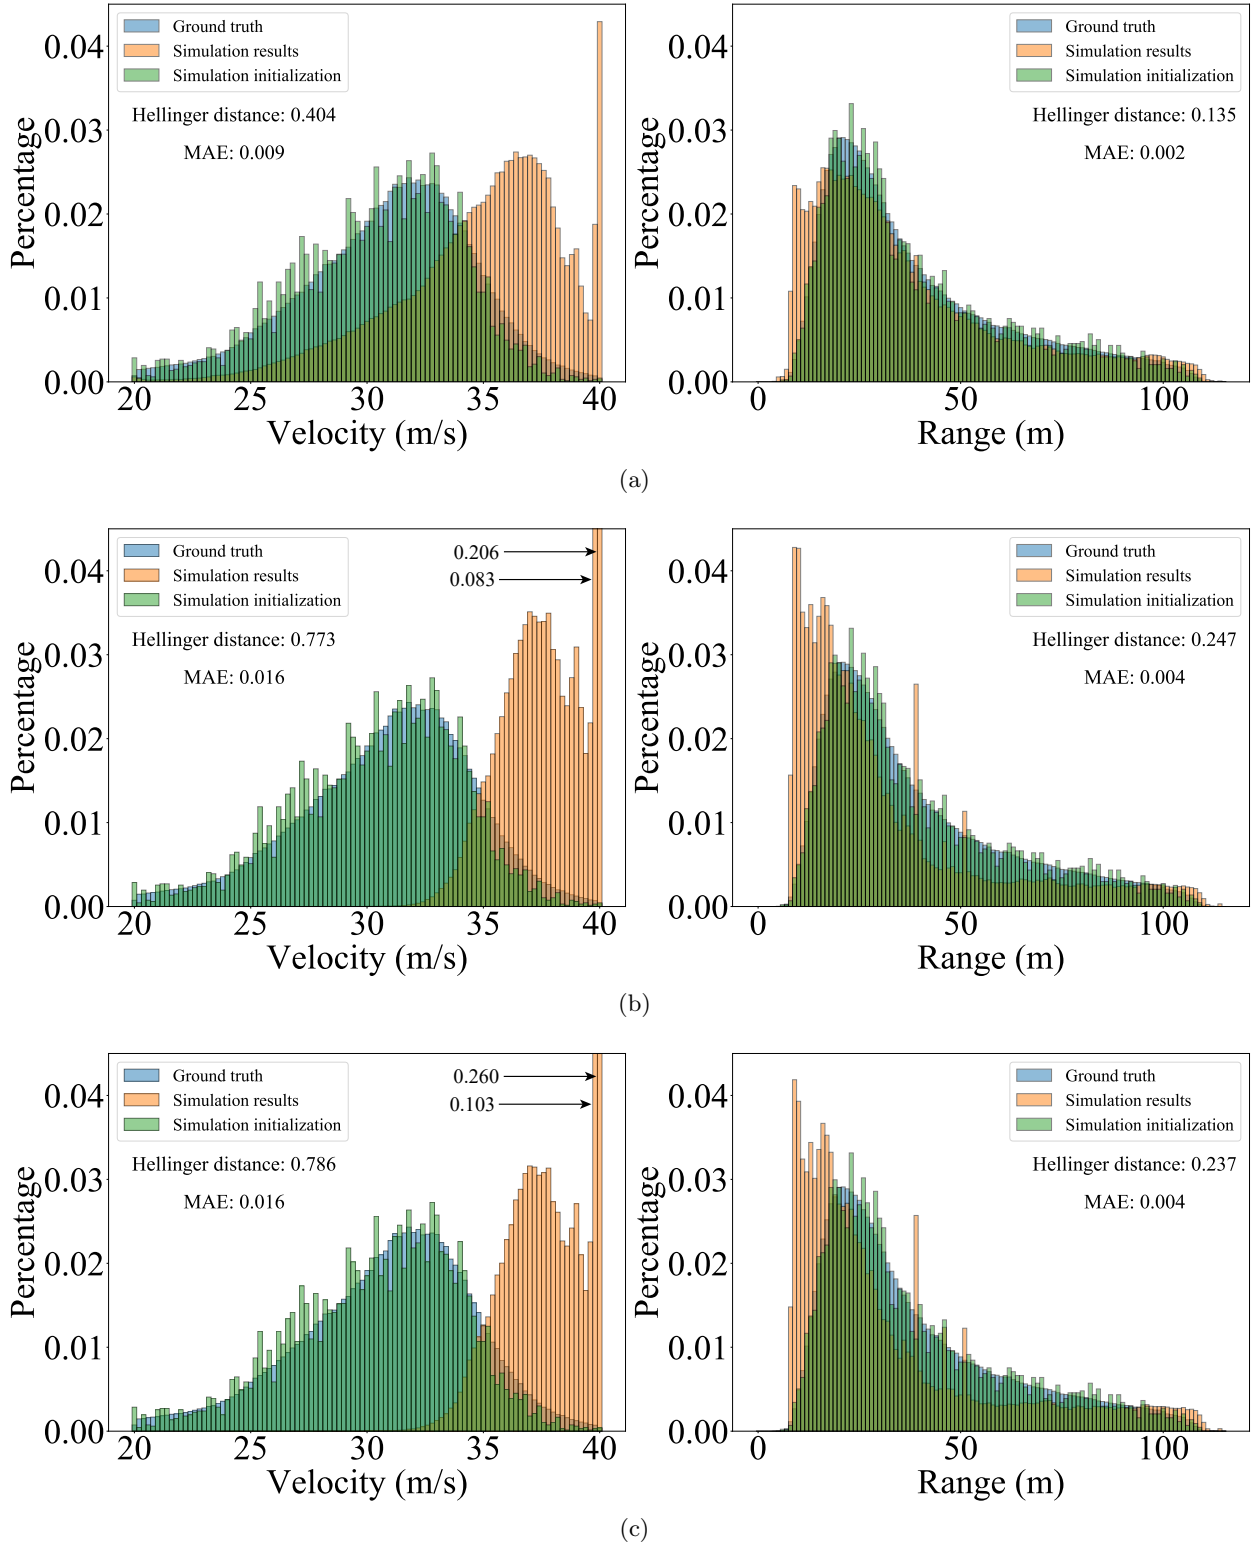 Ground truth
Simulation results
Simulation initialization
Hellinger distance: 0.404
MAE: 0.009
Percentage
0.04
0.03
0.02
0.01
0.00
20 25 30 35 40
Velocity (m/s)
Ground truth
Simulation results
Simulation initialization
Hellinger distance: 0.135
MAE: 0.002
Percentage
0.04
0.03
0.02
0.01
0.00
0 50 100
Range (m)
(a)
Ground truth
Simulation results
Simulation initialization
0.206
0.083
Hellinger distance: 0.773
MAE: 0.016
Percentage
0.04
0.03
0.02
0.01
0.00
20 25 30 35 40
Velocity (m/s)
Ground truth
Simulation results
Simulation initialization
Hellinger distance: 0.247
MAE: 0.004
Percentage
0.04
0.03
0.02
0.01
0.00
0 50 100
Range (m)
(b)
Ground truth
Simulation results
Simulation initialization
0.260
0.103
Hellinger distance: 0.786
MAE: 0.016
Percentage
0.04
0.03
0.02
0.01
0.00
20 25 30 35 40
Velocity (m/s)
Ground truth
Simulation results
Simulation initialization
Hellinger distance: 0.237
MAE: 0.004
Percentage
0.04
0.03
0.02
0.01
0.00
0 50 100
Range (m)
(c)